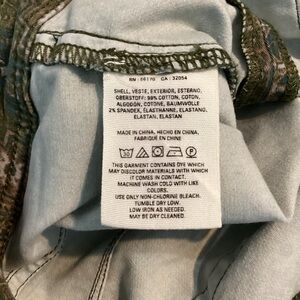 RN : 66170 CA : 32054
SHELL, VESTE, EXTERIOR, ESTERNO,
OBERSTOFF: 98% COTTON, COTON,
ALGODON, COTONE, BAUMWOLLE
2% SPANDEX, ELASTHANNE, ELASTANO,
ELASTAN, ELASTAN
MADE IN CHINA, HECHO EN CHINA,
FABRIQUE EN CHINE
THIS GARMENT CONTAINS DYE WHICH
MAY DISCOLOR MATERIALS WITH WHICH
IT COMES IN CONTACT.
MACHINE WASH COLD WITH LIKE
COLORS.
USE ONLY NON-CHLORINE BLEACH.
TUMBLE DRY LOW.
LOW IRON AS NEEDED.
MAY BE DRY CLEANED.